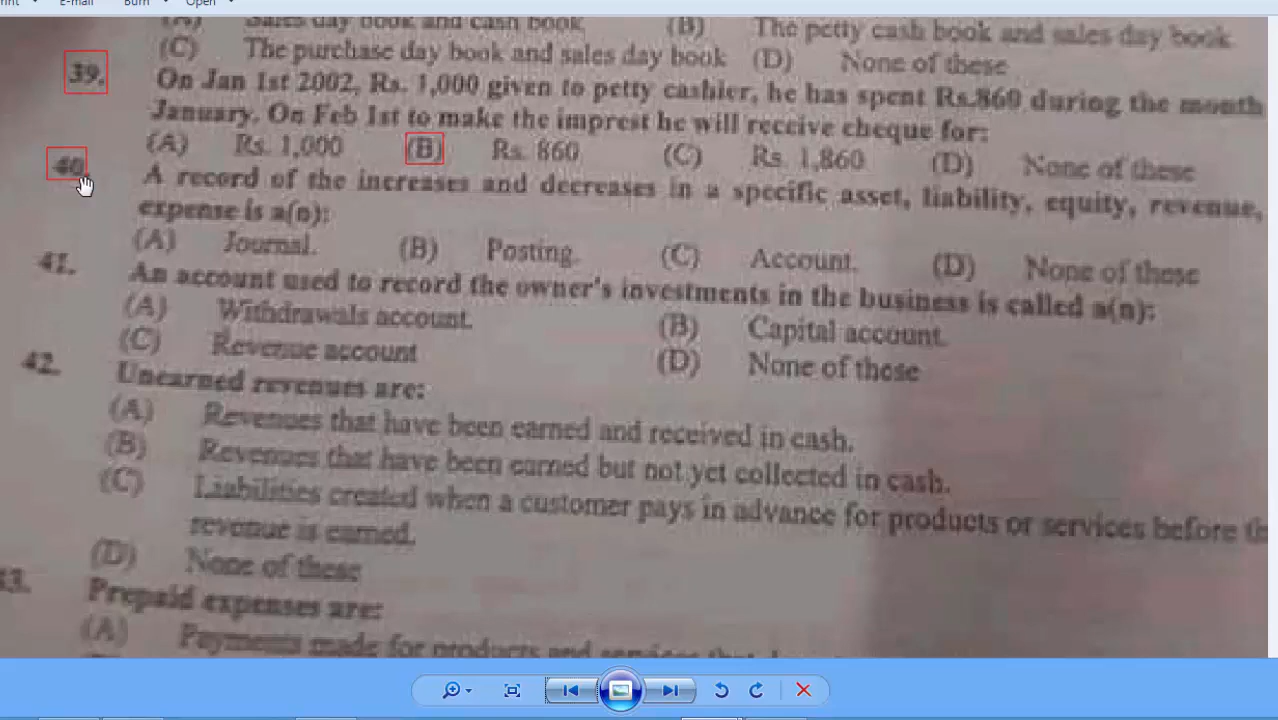 Print E-mail Burn Open
(A) Sales day book and cash book. (B) The petty cash book and sales day book
(C) The purchase day book and sales day book (D) None of these
39. On Jan 1st 2002, Rs. 1,000 given to petty cashier, he has spent Rs.860 during the month
January. On Feb 1st to make the imprest he will receive cheque for:
(A) Rs. 1,000 (B) Rs. 860 (C) Rs. 1,860 (D) None of these
40. A record of the increases and decreases in a specific asset, liability, equity, revenue,
expense is a(n):
(A) Journal. (B) Posting. (C) Account. (D) None of these
41. An account used to record the owner's investments in the business is called a(n):
(A) Withdrawals account. (B) Capital account.
(C) Revenue account (D) None of these
42. Unearned revenues are:
(A) Revenues that have been earned and received in cash.
(B) Revenues that have been earned but not yet collected in cash.
(C) Liabilities created when a customer pays in advance for products or services before th
revenue is earned.
(D) None of these
43. Prepaid expenses are:
(A) Payments made for products and services that